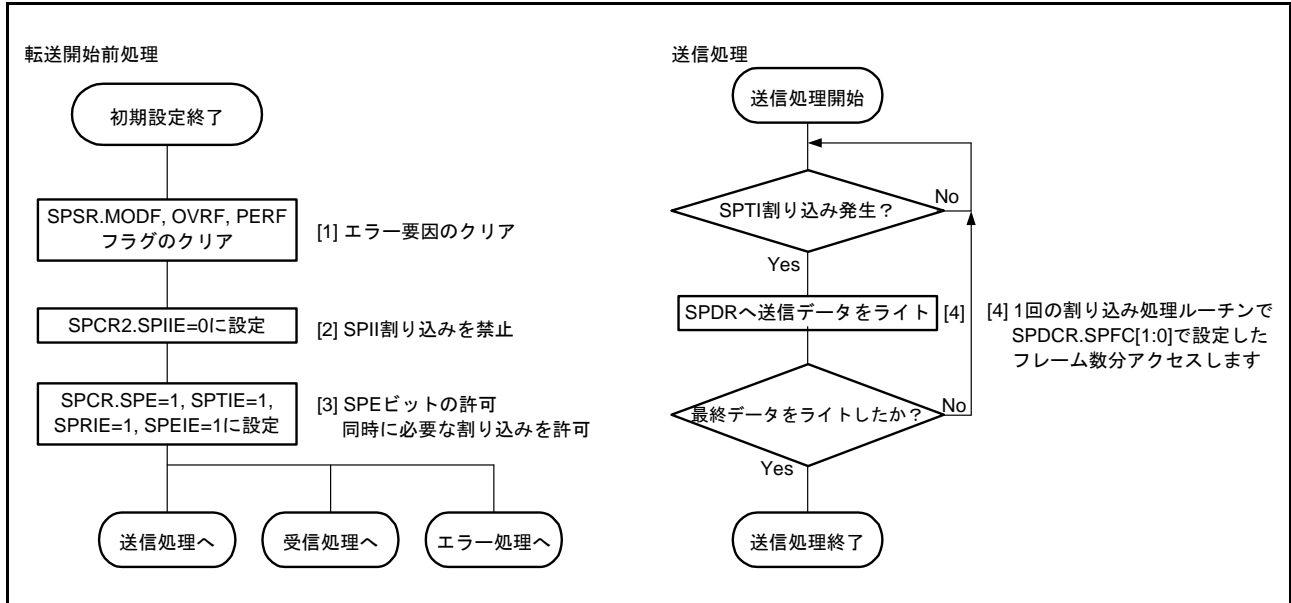 転送開始前処理
初期設定終了
SPSR.MODF, OVRF, PERF
フラグのクリア
[1] エラー要因のクリア
SPCR2.SPIIE=0に設定
[2] SPII割り込みを禁止
SPCR.SPE=1, SPTIE=1,
SPRIE=1, SPEIE=1に設定
[3] SPEビットの許可
同時に必要な割り込みを許可
送信処理へ
受信処理へ
エラー処理へ
送信処理
送信処理開始
SPTI割り込み発生？
No
Yes
SPDRへ送信データをライト
[4]
[4] 1回の割り込み処理ルーチンで
SPDCR.SPFC[1:0]で設定した
フレーム数分アクセスします
最終データをライトしたか？
No
Yes
送信処理終了